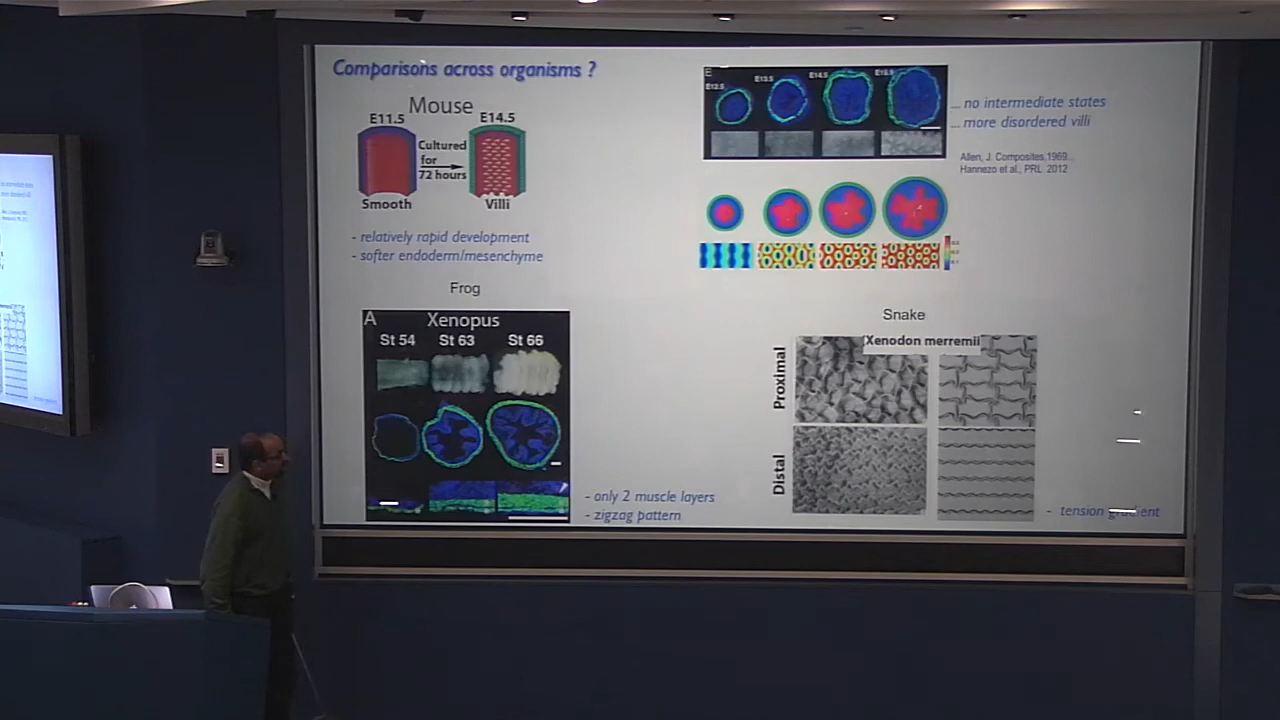 Comparisons across organisms ?
Mouse
E11.5
E14.5
Cultured
for
72 hours
Smooth
Villi
- relatively rapid development
- softer endoderm/mesenchyme
E
E12.5
E13.5
E14.5
... no intermediate states
... more disordered villi
Allen, J. Composites,1969...
Hannezo et al., PRL 2012
Frog
A
Xenopus
St 54
St 63
St 66
- only 2 muscle layers
- zigzag pattern
Snake
Xenodon merremii
Proximal
Distal
- tension gradient